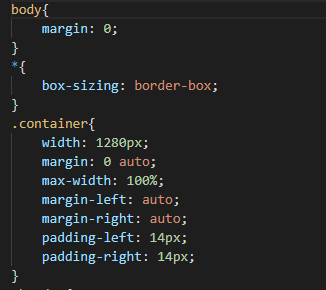 body{
    margin: 0;
}
*{
    box-sizing: border-box;
}
.container{
    width: 1280px;
    margin: 0 auto;
    max-width: 100%;
    margin-left: auto;
    margin-right: auto;
    padding-left: 14px;
    padding-right: 14px;
}